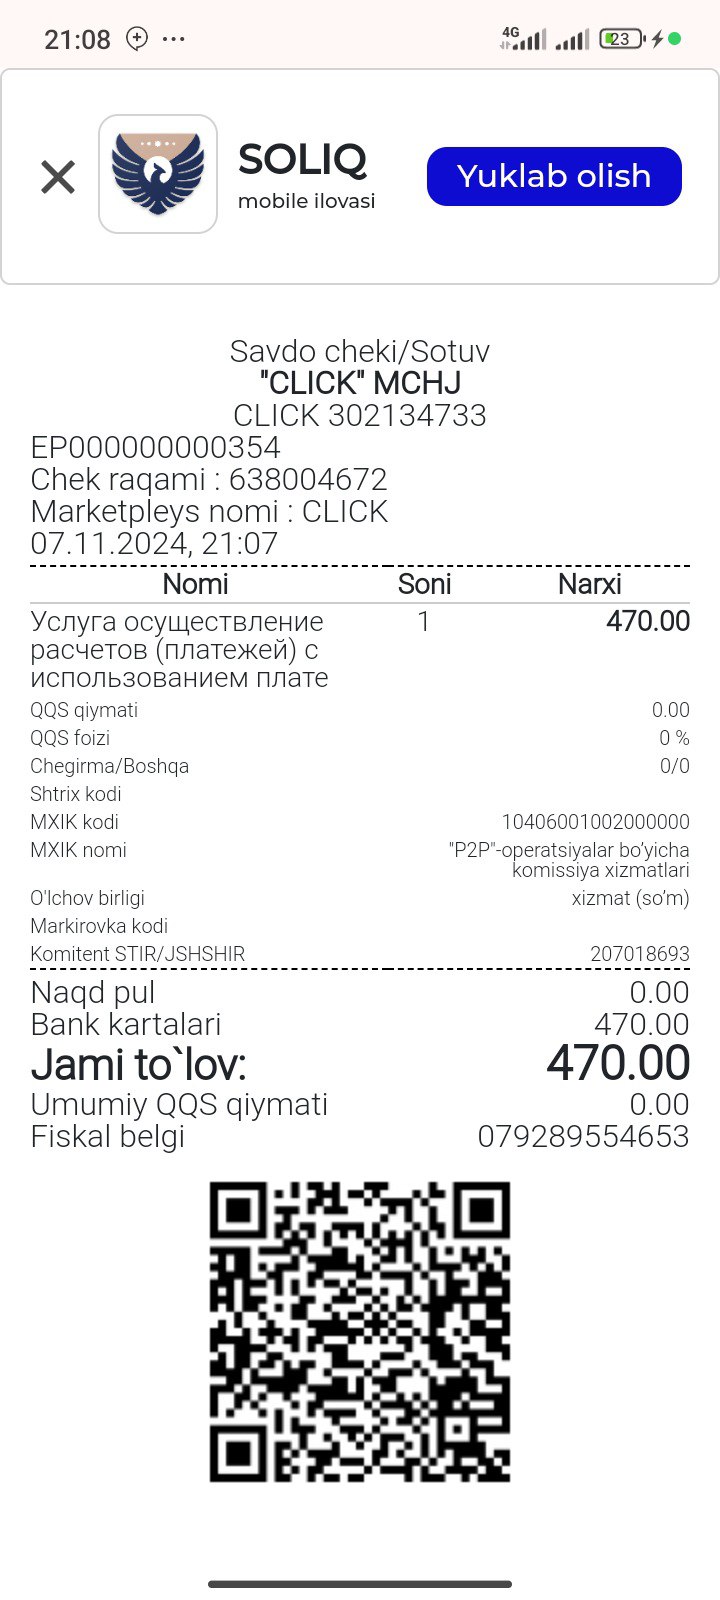 21:08
4G
23
SOLIQ
mobile ilovasi
Yuklab olish
Savdo cheki/Sotuv
"CLICK" MCHJ
CLICK 302134733
EP000000000354
Chek raqami : 638004672
Marketpleys nomi : CLICK
07.11.2024, 21:07
Nomi Soni Narxi
Услуга осуществление 1 470.00
расчетов (платежей) с
использованием плате
QQS qiymati 0.00
QQS foizi 0 %
Chegirma/Boshqa 0/0
Shtrix kodi
MXIK kodi 10406001002000000
MXIK nomi "P2P"-operatsiyalar bo’yicha
komissiya xizmatlari
O'lchov birligi xizmat (so’m)
Markirovka kodi
Komitent STIR/JSHSHIR 207018693
Naqd pul 0.00
Bank kartalari 470.00
Jami to`lov: 470.00
Umumiy QQS qiymati 0.00
Fiskal belgi 079289554653